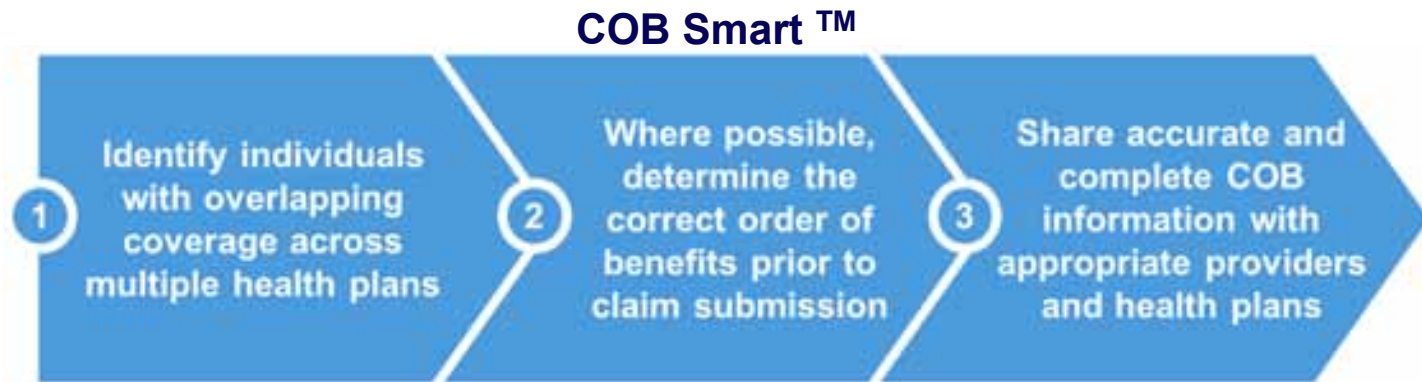 COB Smart ™
1
Identify individuals
with overlapping
coverage across
multiple health plans
2
Where possible,
determine the
correct order of
benefits prior to
claim submission
3
Share accurate and
complete COB
information with
appropriate providers
and health plans